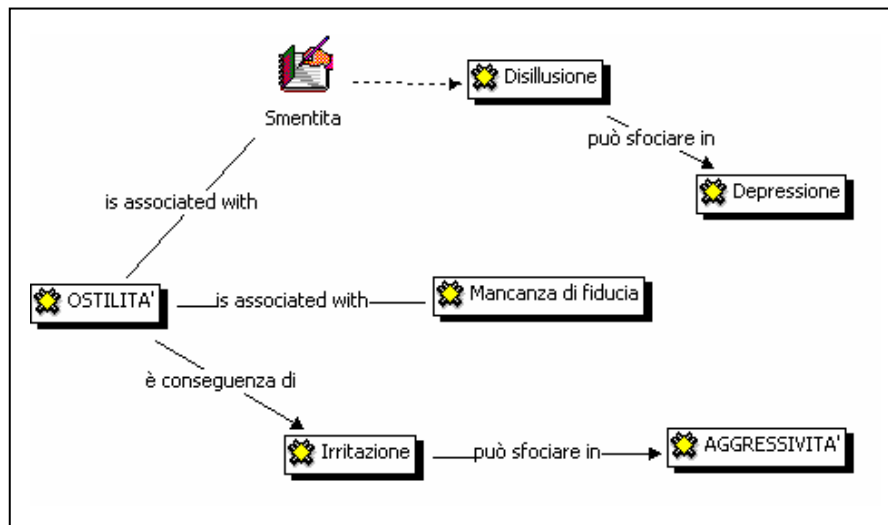 Disillusione
Smentita
può sfociare in
Depressione
is associated with
OSTILITA'
is associated with
Mancanza di fiducia
è conseguenza di
Irritazione
può sfociare in
AGGRESSIVITA'